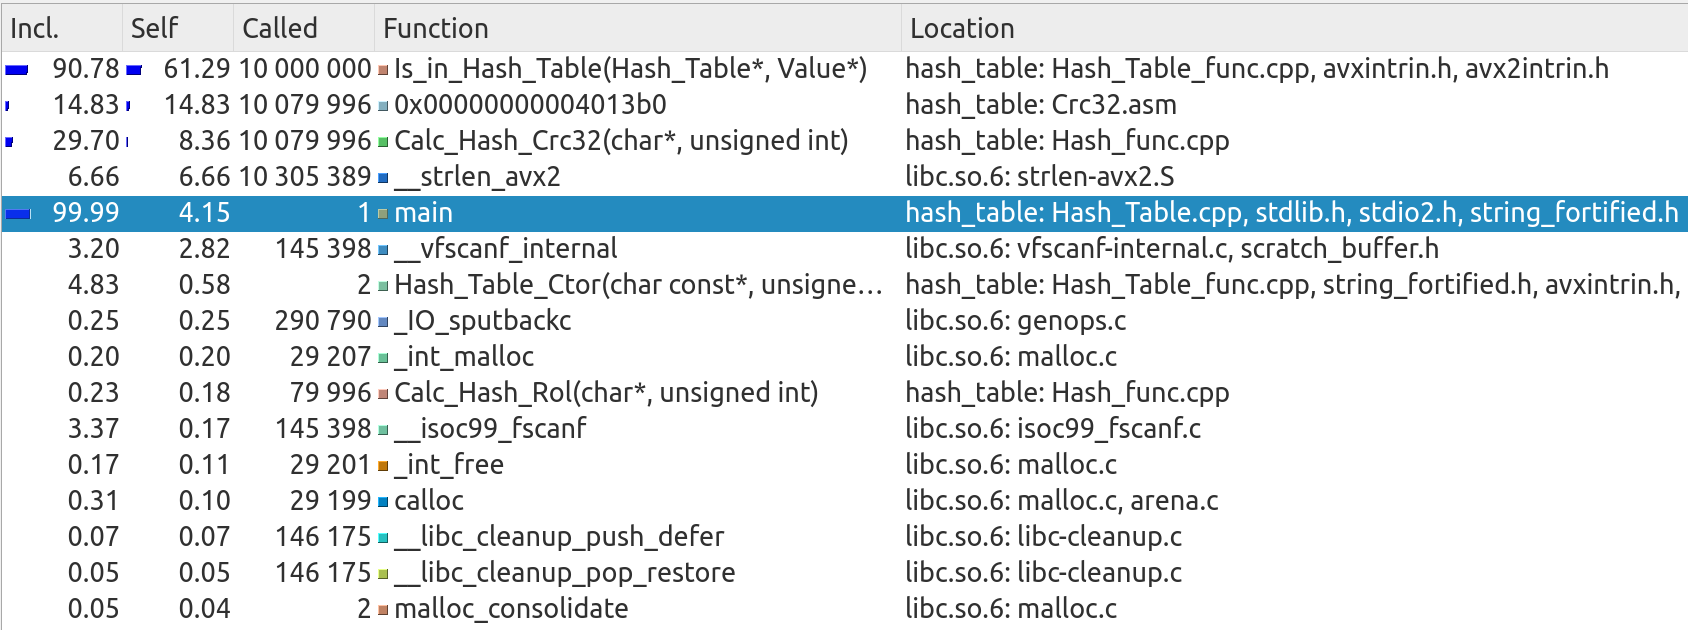 Incl. Self Called Function Location
90.78 61.29 10 000 000 Is_in_Hash_Table(Hash_Table*, Value*) hash_table: Hash_Table_func.cpp, avxintrin.h, avx2intrin.h
14.83 14.83 10 079 996 0x00000000004013b0 hash_table: Crc32.asm
29.70 8.36 10 079 996 Calc_Hash_Crc32(char*, unsigned int) hash_table: Hash_func.cpp
6.66 6.66 10 305 389 __strlen_avx2 libc.so.6: strlen-avx2.S
99.99 4.15 1 main hash_table: Hash_Table.cpp, stdlib.h, stdio2.h, string_fortified.h
3.20 2.82 145 398 __vfscanf_internal libc.so.6: vfscanf-internal.c, scratch_buffer.h
4.83 0.58 2 Hash_Table_Ctor(char const*, unsigne… hash_table: Hash_Table_func.cpp, string_fortified.h, avxintrin.h,
0.25 0.25 290 790 _IO_sputbackc libc.so.6: genops.c
0.20 0.20 29 207 _int_malloc libc.so.6: malloc.c
0.23 0.18 79 996 Calc_Hash_Rol(char*, unsigned int) hash_table: Hash_func.cpp
3.37 0.17 145 398 __isoc99_fscanf libc.so.6: isoc99_fscanf.c
0.17 0.11 29 201 _int_free libc.so.6: malloc.c
0.31 0.10 29 199 calloc libc.so.6: malloc.c, arena.c
0.07 0.07 146 175 __libc_cleanup_push_defer libc.so.6: libc-cleanup.c
0.05 0.05 146 175 __libc_cleanup_pop_restore libc.so.6: libc-cleanup.c
0.05 0.04 2 malloc_consolidate libc.so.6: malloc.c